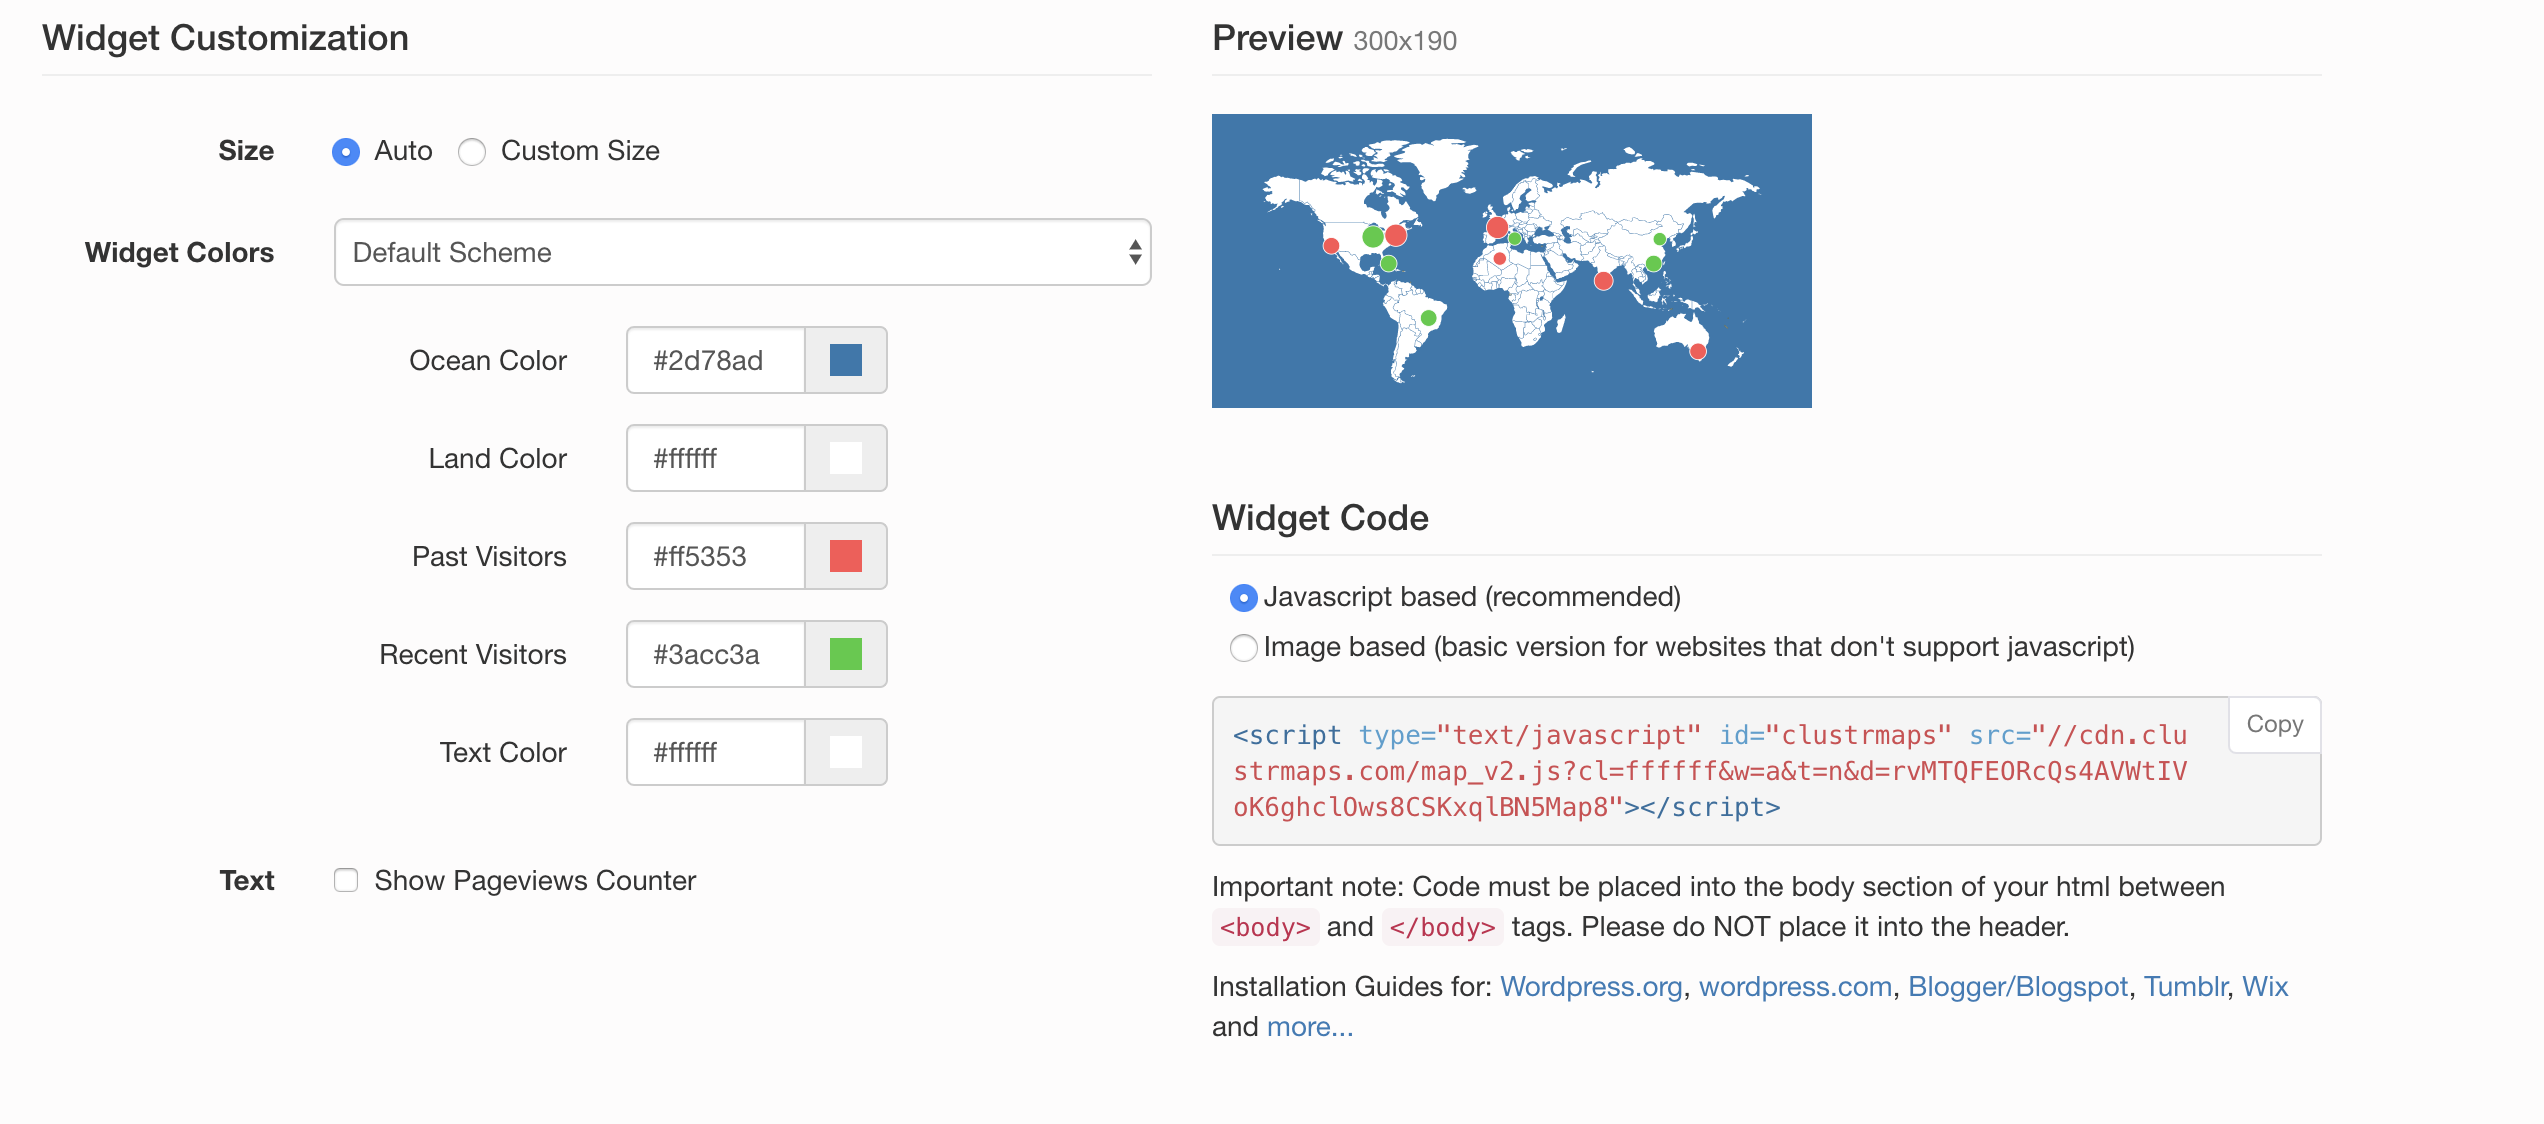 Widget Customization
Size Auto Custom Size
Widget Colors Default Scheme
Ocean Color #2d78ad
Land Color #ffffff
Past Visitors #ff5353
Recent Visitors #3acc3a
Text Color #ffffff
Text Show Pageviews Counter
Preview 300x190
Widget Code
Javascript based (recommended)
Image based (basic version for websites that don't support javascript)
Copy
<script type="text/javascript" id="clustrmaps" src="//cdn.clu
strmaps.com/map_v2.js?cl=ffffff&w=a&t=n&d=rvMTQFEORcQs4AVWtIV
oK6ghclOws8CSKxqlBN5Map8"></script>
Important note: Code must be placed into the body section of your html between
<body> and </body> tags. Please do NOT place it into the header.
Installation Guides for: Wordpress.org, wordpress.com, Blogger/Blogspot, Tumblr, Wix
and more...